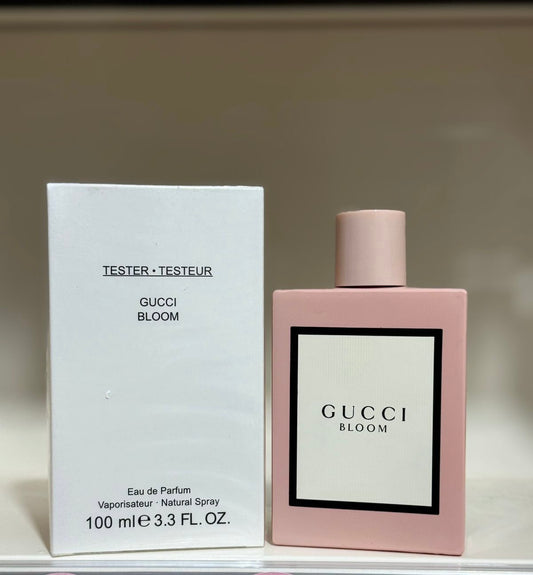 TESTER • TESTEUR
GUCCI
BLOOM
Eau de Parfum
Vaporisateur · Natural Spray
100 ml ℮ 3.3 FL. OZ.
GUCCI
BLOOM